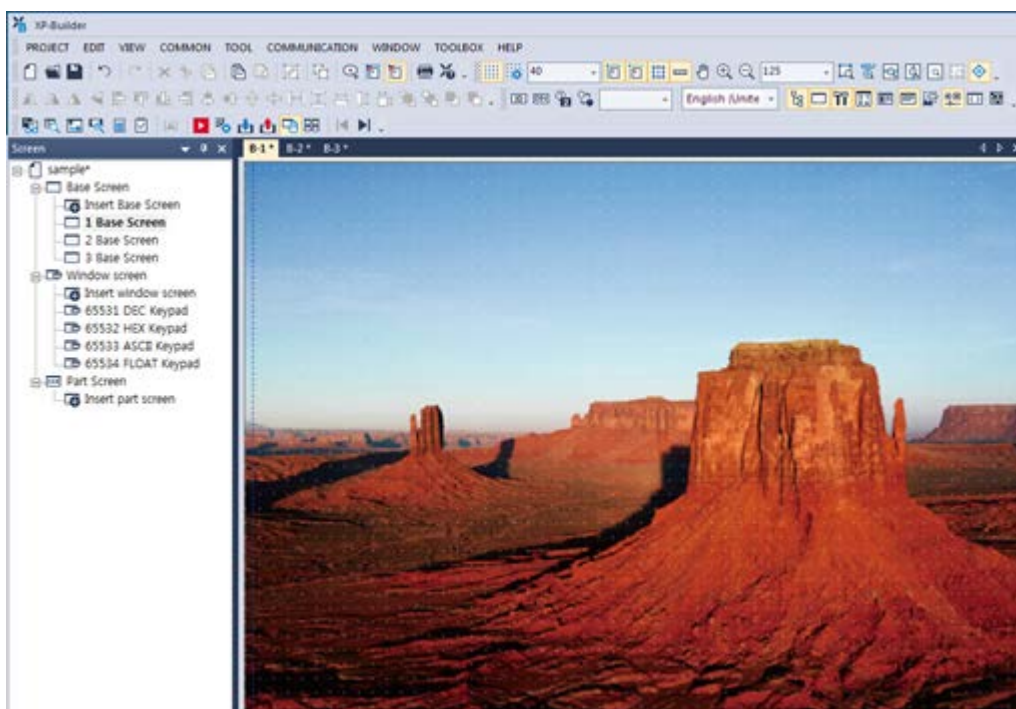 XP-Builder
PROJECT EDIT VIEW COMMON TOOL COMMUNICATION WINDOW TOOLBOX HELP
40 125
English (Unite
Screen
B-1 * B-2 * B-3 *
sample*
Base Screen
Insert Base Screen
1 Base Screen
2 Base Screen
3 Base Screen
Window screen
Insert window screen
65531 DEC Keypad
65532 HEX Keypad
65533 ASCII Keypad
65534 FLOAT Keypad
Part Screen
Insert part screen